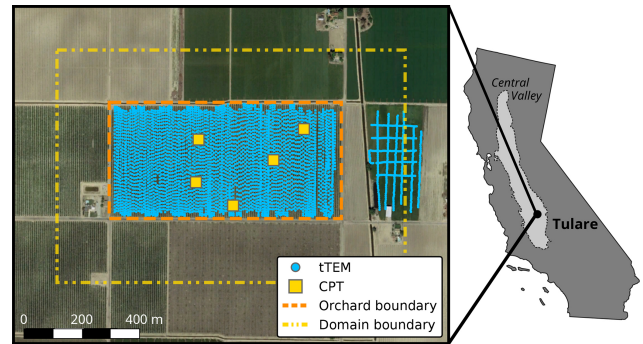 Central
Valley
Tulare
tTEM
CPT
Orchard boundary
Domain boundary
0 200 400 m